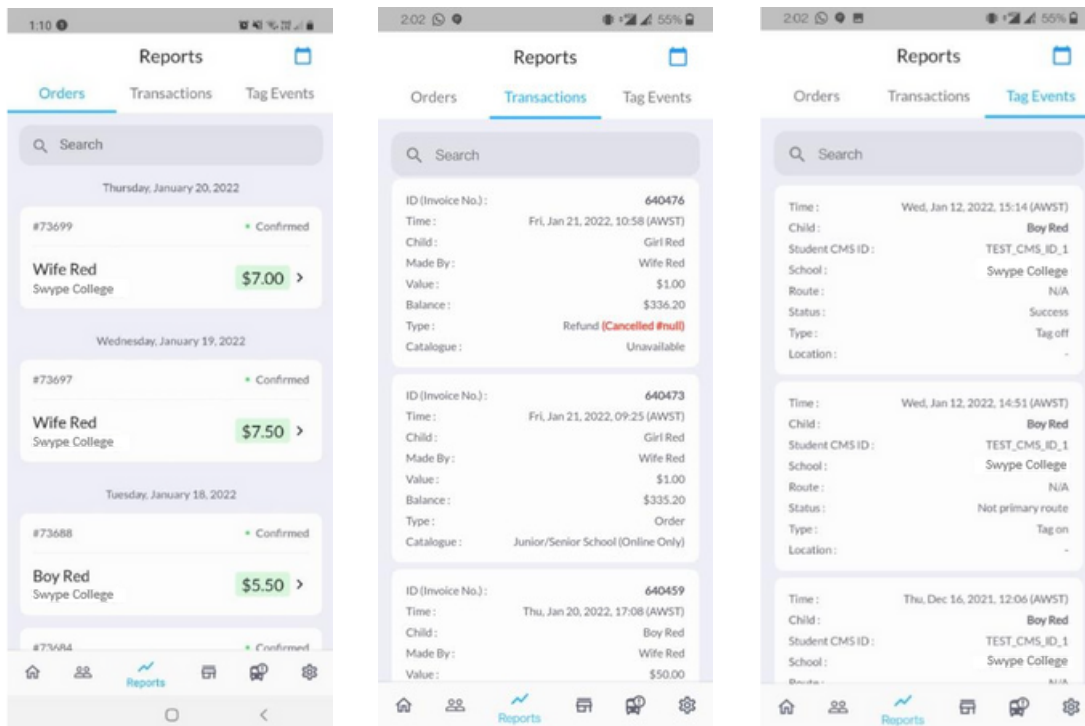 1:10
Reports
Orders Transactions Tag Events
Search
Thursday, January 20, 2022
#73699 Confirmed
Wife Red
Swype College
$7.00
Wednesday, January 19, 2022
#73697 Confirmed
Wife Red
Swype College
$7.50
Tuesday, January 18, 2022
#73688 Confirmed
Boy Red
Swype College
$5.50
#73684 Confirmed
Reports
2:02 55%
Reports
Orders Transactions Tag Events
Search
ID (Invoice No.) : 640476
Time : Fri, Jan 21, 2022, 10:58 (AWST)
Child : Girl Red
Made By : Wife Red
Value : $1.00
Balance : $336.20
Type : Refund (Cancelled #null)
Catalogue : Unavailable
ID (Invoice No.) : 640473
Time : Fri, Jan 21, 2022, 09:25 (AWST)
Child : Girl Red
Made By : Wife Red
Value : $1.00
Balance : $335.20
Type : Order
Catalogue : Junior/Senior School (Online Only)
ID (Invoice No.) : 640459
Time : Thu, Jan 20, 2022, 17:08 (AWST)
Child : Boy Red
Made By : Wife Red
Value : $50.00
Reports
2:02 55%
Reports
Orders Transactions Tag Events
Search
Time : Wed, Jan 12, 2022, 15:14 (AWST)
Child : Boy Red
Student CMS ID : TEST_CMS_ID_1
School : Swype College
Route : N/A
Status : Success
Type : Tag off
Location : -
Time : Wed, Jan 12, 2022, 14:51 (AWST)
Child : Boy Red
Student CMS ID : TEST_CMS_ID_1
School : Swype College
Route : N/A
Status : Not primary route
Type : Tag on
Location : -
Time : Thu, Dec 16, 2021, 12:06 (AWST)
Child : Boy Red
Student CMS ID : TEST_CMS_ID_1
School : Swype College
Route : N/A
Reports